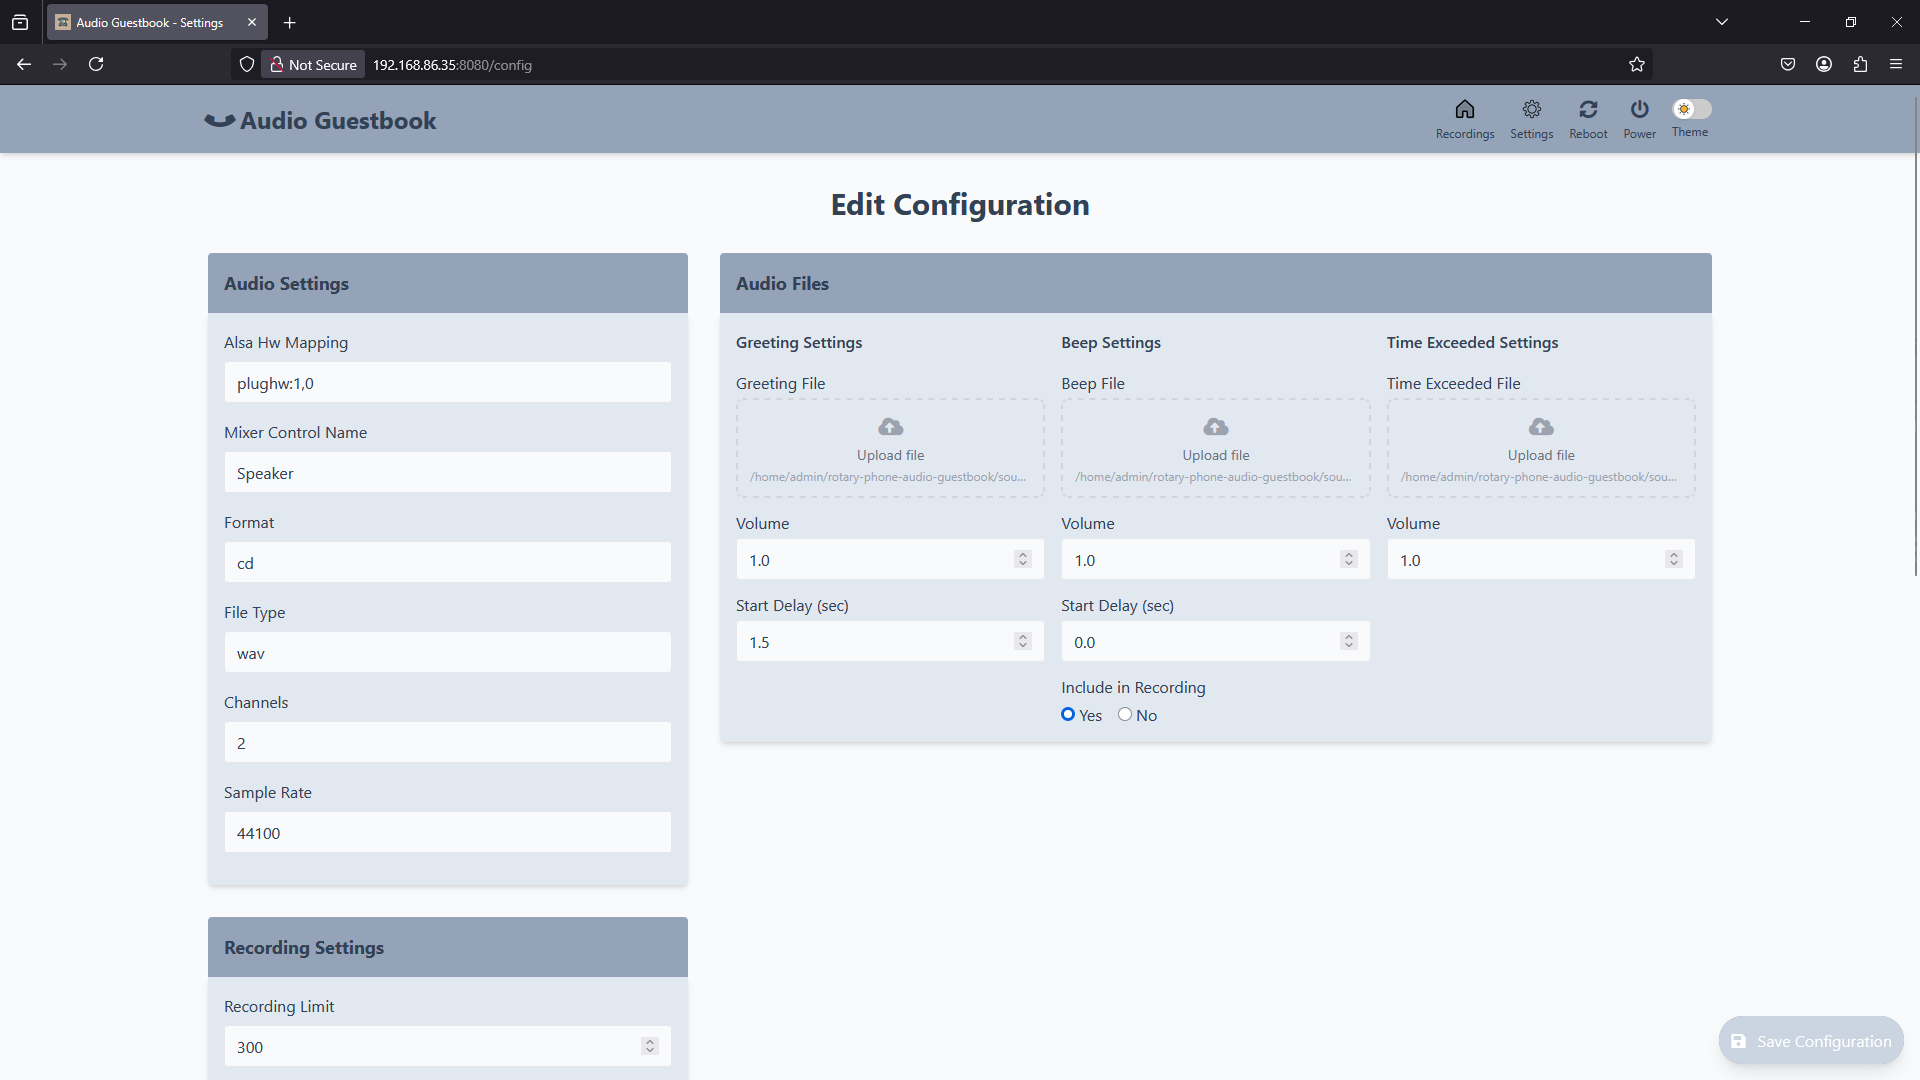 Audio Guestbook - Settings
Not Secure
192.168.86.35:8080/config
Audio Guestbook
Recordings
Settings
Reboot
Power
Theme
Edit Configuration
Audio Settings
Alsa Hw Mapping
plughw:1,0
Mixer Control Name
Speaker
Format
cd
File Type
wav
Channels
2
Sample Rate
44100
Recording Settings
Recording Limit
300
Audio Files
Greeting Settings
Greeting File
Upload file
/home/admin/rotary-phone-audio-guestbook/sou...
Volume
1.0
Start Delay (sec)
1.5
Beep Settings
Beep File
Upload file
/home/admin/rotary-phone-audio-guestbook/sou...
Volume
1.0
Start Delay (sec)
0.0
Include in Recording
Yes
No
Time Exceeded Settings
Time Exceeded File
Upload file
/home/admin/rotary-phone-audio-guestbook/sou...
Volume
1.0
Save Configuration